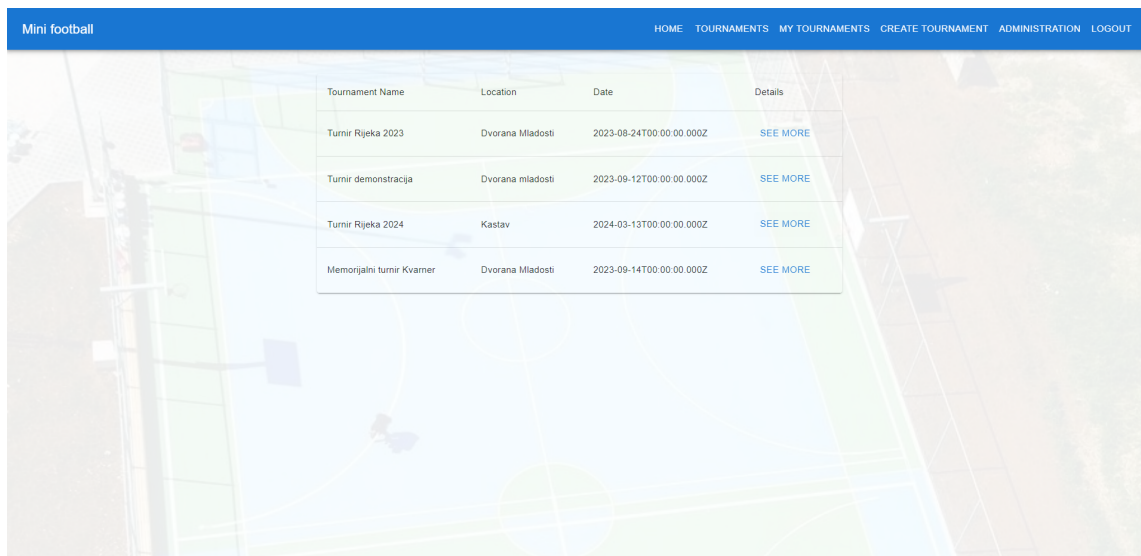 Mini football HOME TOURNAMENTS MY TOURNAMENTS CREATE TOURNAMENT ADMINISTRATION LOGOUT
Tournament Name Location Date Details
Turnir Rijeka 2023 Dvorana Mladosti 2023-08-24T00:00:00.000Z SEE MORE
Turnir demonstracija Dvorana mladosti 2023-09-12T00:00:00.000Z SEE MORE
Turnir Rijeka 2024 Kastav 2024-03-13T00:00:00.000Z SEE MORE
Memorijalni turnir Kvarner Dvorana Mladosti 2023-09-14T00:00:00.000Z SEE MORE